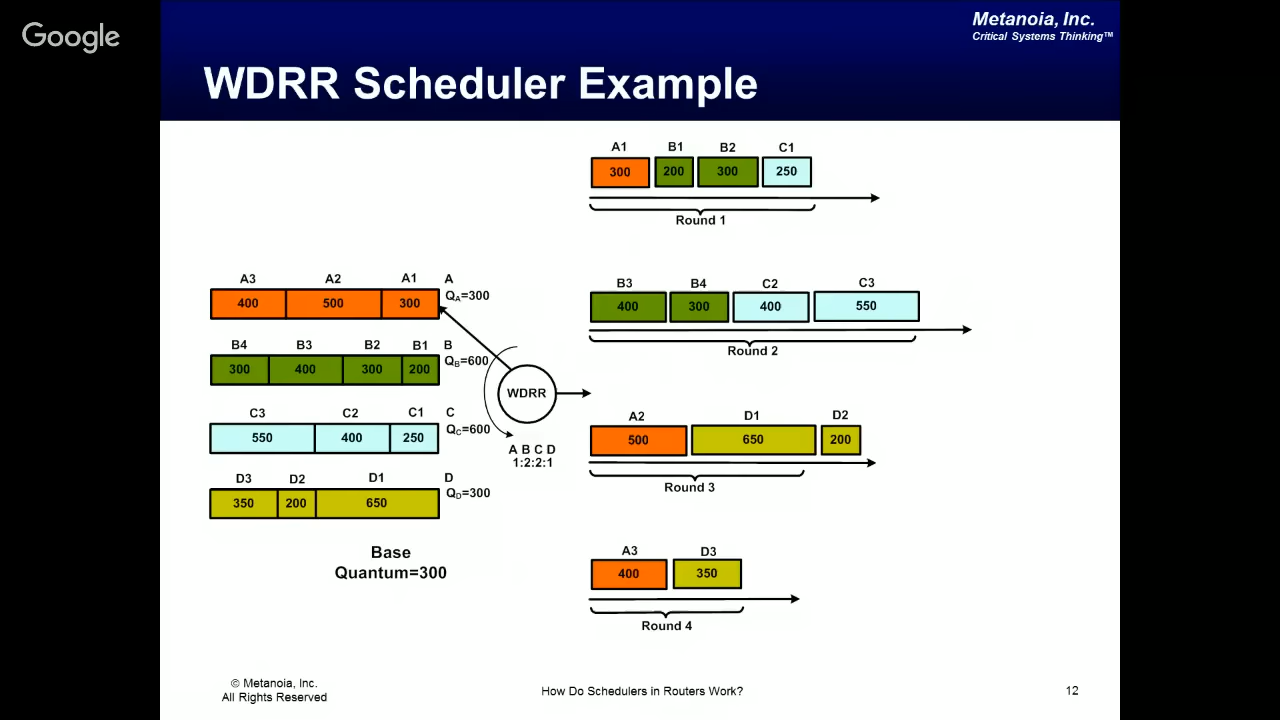 Google
Metanoia, Inc.
Critical Systems Thinking™
WDRR Scheduler Example
A1 B1 B2 C1
300 200 300 250
Round 1
B3 B4 C2 C3
400 300 400 550
Round 2
A2 D1 D2
500 650 200
Round 3
A3 D3
400 350
Round 4
A3 A2 A1 A
400 500 300 QA=300
B4 B3 B2 B1 B
300 400 300 200 QB=600
C3 C2 C1 C
550 400 250 QC=600
D3 D2 D1 D
350 200 650 QD=300
WDRR
A B C D
1:2:2:1
Base
Quantum=300
© Metanoia, Inc.
All Rights Reserved
How Do Schedulers in Routers Work?
12